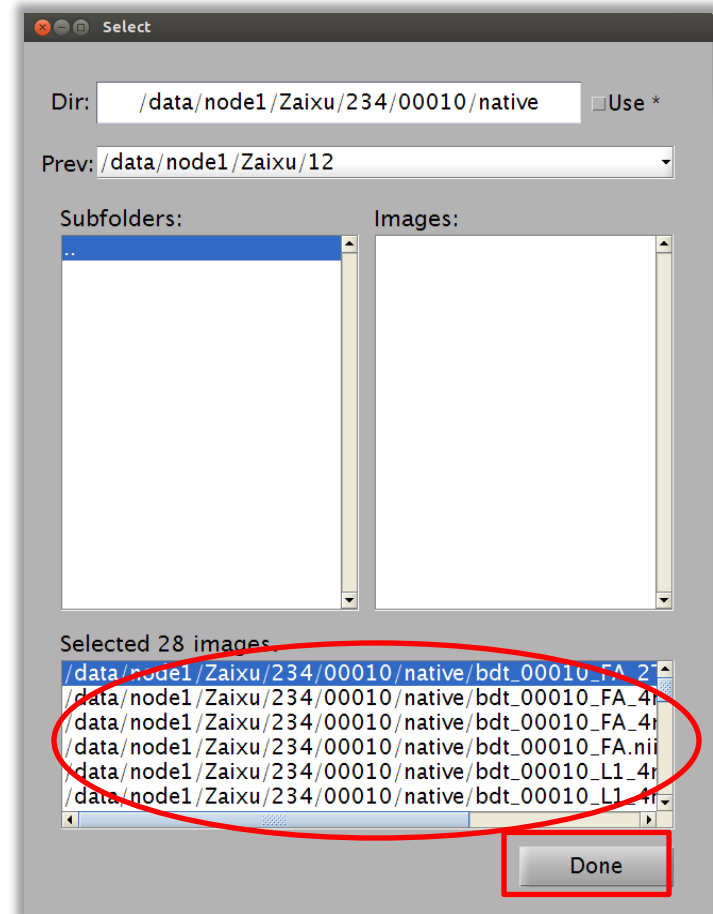 Select
Dir: /data/node1/Zaixu/234/00010/native Use *
Prev: /data/node1/Zaixu/12
Subfolders: Images:
..
Selected 28 images.
/data/node1/Zaixu/234/00010/native/bdt_00010_FA_2
/data/node1/Zaixu/234/00010/native/bdt_00010_FA_4
/data/node1/Zaixu/234/00010/native/bdt_00010_FA_4
/data/node1/Zaixu/234/00010/native/bdt_00010_FA.nii
/data/node1/Zaixu/234/00010/native/bdt_00010_L1_4
/data/node1/Zaixu/234/00010/native/bdt_00010_L1_4
Done